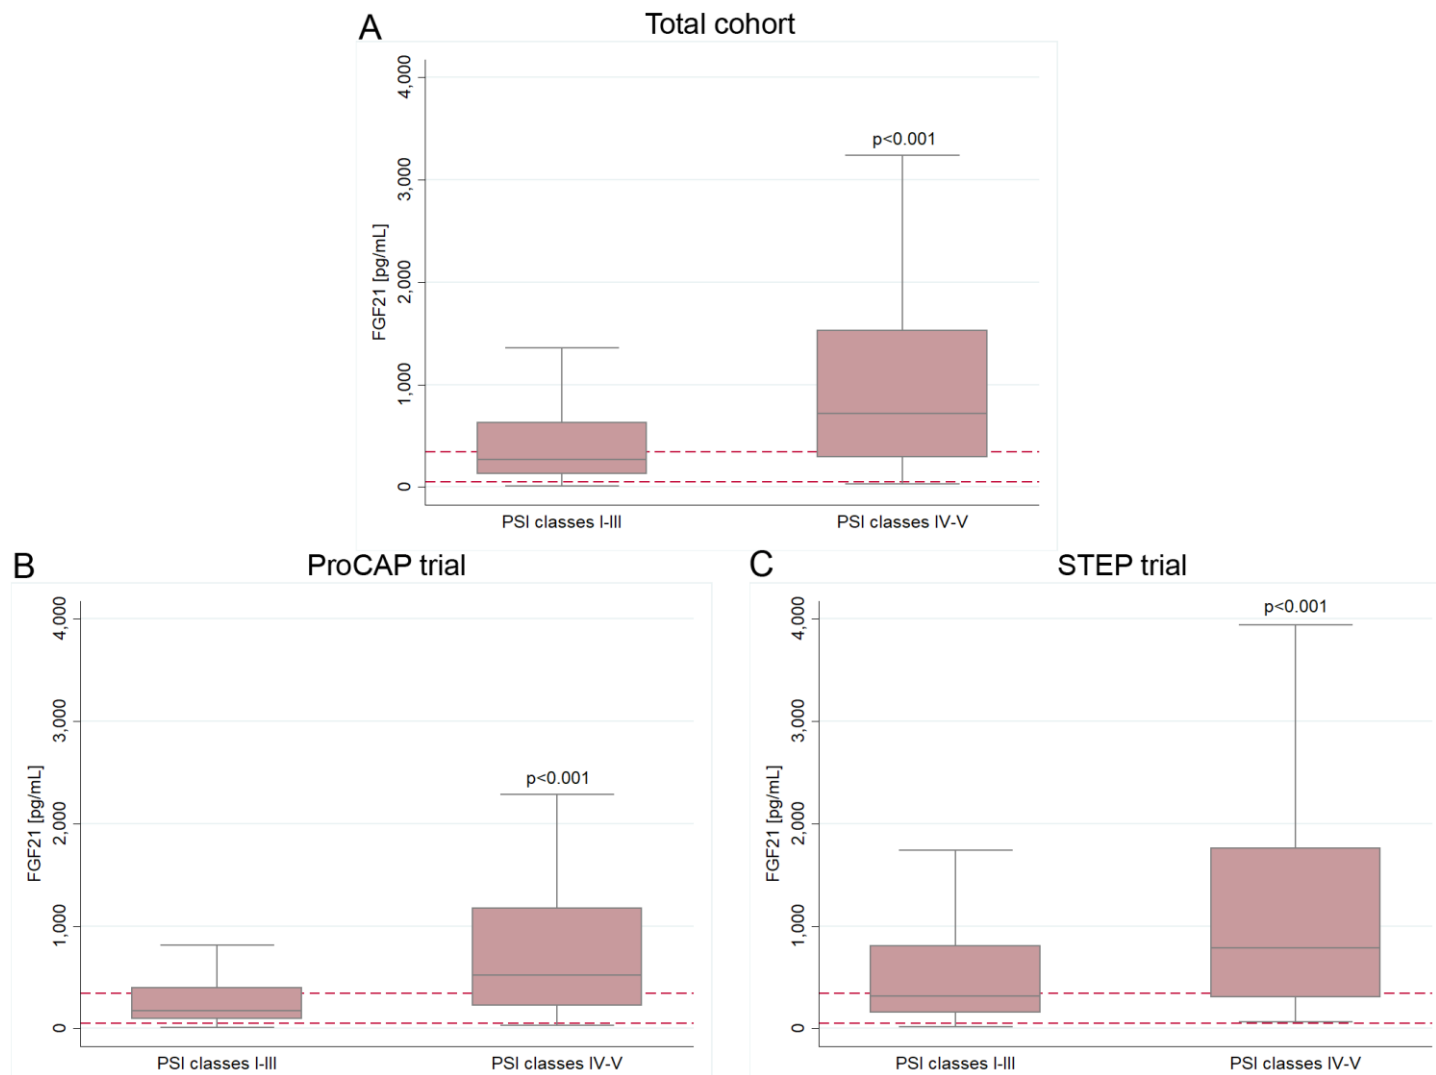 A
Total cohort
4,000
3,000
2,000
1,000
0
FGF21 [pg/mL]
p<0.001
PSI classes I-III
PSI classes IV-V
B
ProCAP trial
4,000
3,000
2,000
1,000
0
FGF21 [pg/mL]
p<0.001
PSI classes I-III
PSI classes IV-V
C
STEP trial
4,000
3,000
2,000
1,000
0
FGF21 [pg/mL]
p<0.001
PSI classes I-III
PSI classes IV-V